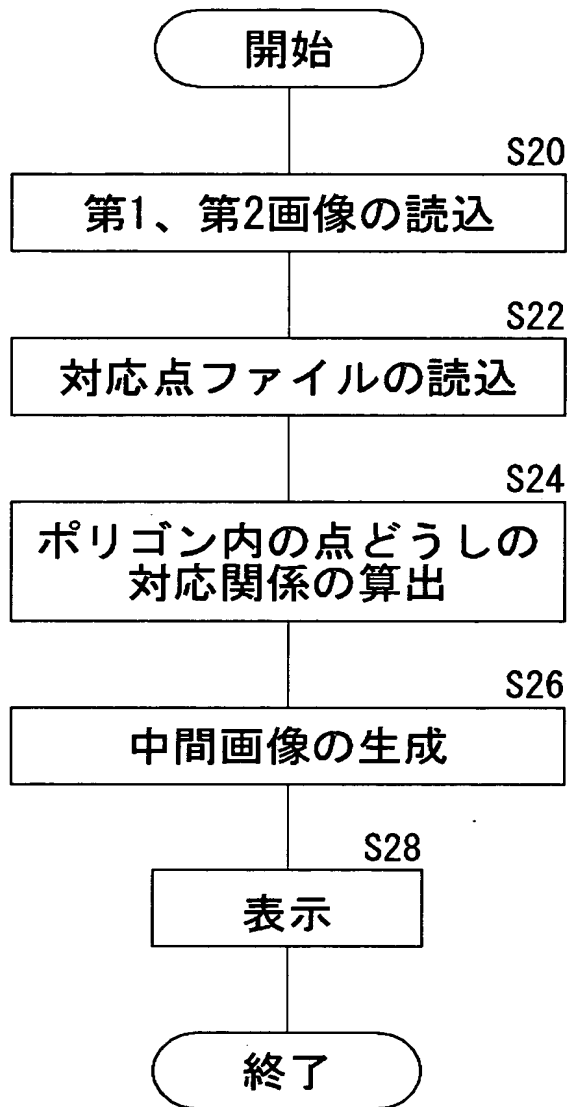 開始
S20
第1、第2画像の読込
S22
対応点ファイルの読込
S24
ポリゴン内の点どうしの
対応関係の算出
S26
中間画像の生成
S28
表示
終了